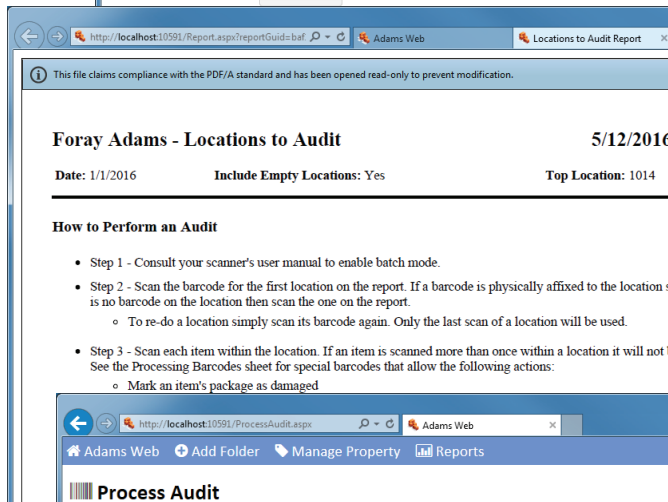 http://localhost:10591/Report.aspx?reportGuid=baf
Adams Web
Locations to Audit Report
This file claims compliance with the PDF/A standard and has been opened read-only to prevent modification.
Foray Adams - Locations to Audit 5/12/2016
Date: 1/1/2016 Include Empty Locations: Yes Top Location: 1014
How to Perform an Audit
• Step 1 - Consult your scanner's user manual to enable batch mode.
• Step 2 - Scan the barcode for the first location on the report. If a barcode is physically affixed to the location
is no barcode on the location then scan the one on the report.
○ To re-do a location simply scan its barcode again. Only the last scan of a location will be used.
• Step 3 - Scan each item within the location. If an item is scanned more than once within a location it will not
See the Processing Barcodes sheet for special barcodes that allow the following actions:
○ Mark an item's package as damaged
http://localhost:10591/ProcessAudit.aspx
Adams Web
Adams Web Add Folder Manage Property Reports
Process Audit